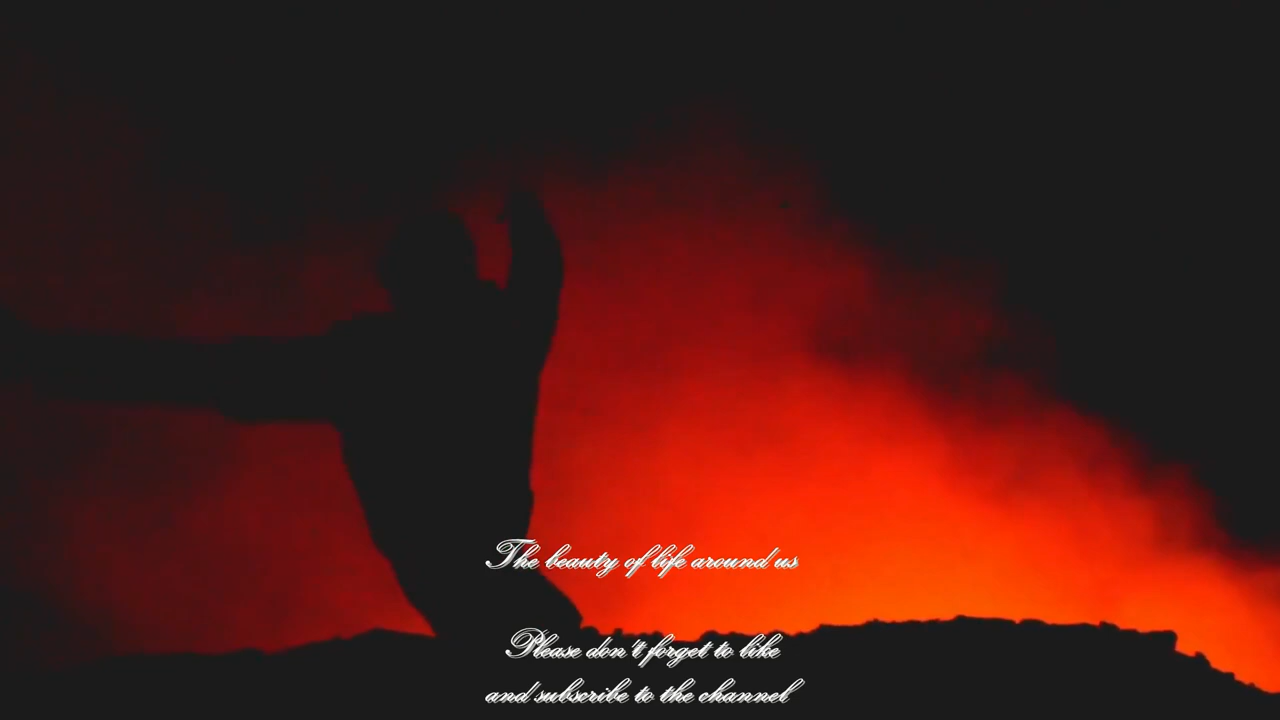 The beauty of life around us
Please don't forget to like
and subscribe to the channel